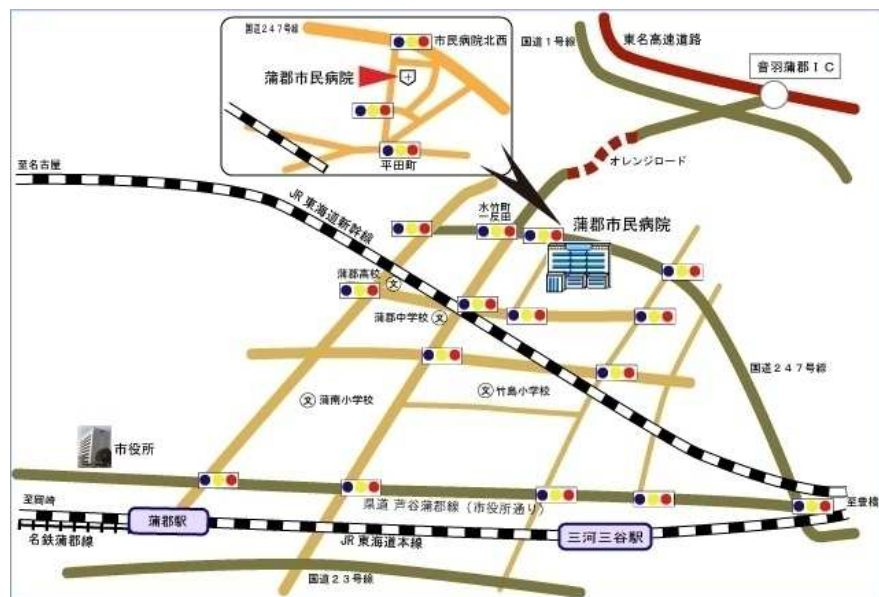 国道２４７号線
市民病院北西
蒲郡市民病院
平田町
国道１号線
東名高速道路
音羽蒲郡ＩＣ
オレンジロード
至名古屋
JR 東海道新幹線
水竹町
一反田
蒲郡市民病院
蒲郡高校
文
蒲郡中学校
文
国道２４７号線
文
蒲南小学校
文
竹島小学校
市役所
県道 芦谷蒲郡線（市役所通り）
至岡崎
至豊橋
蒲郡駅
名鉄蒲郡線
JR 東海道本線
三河三谷駅
国道２３号線